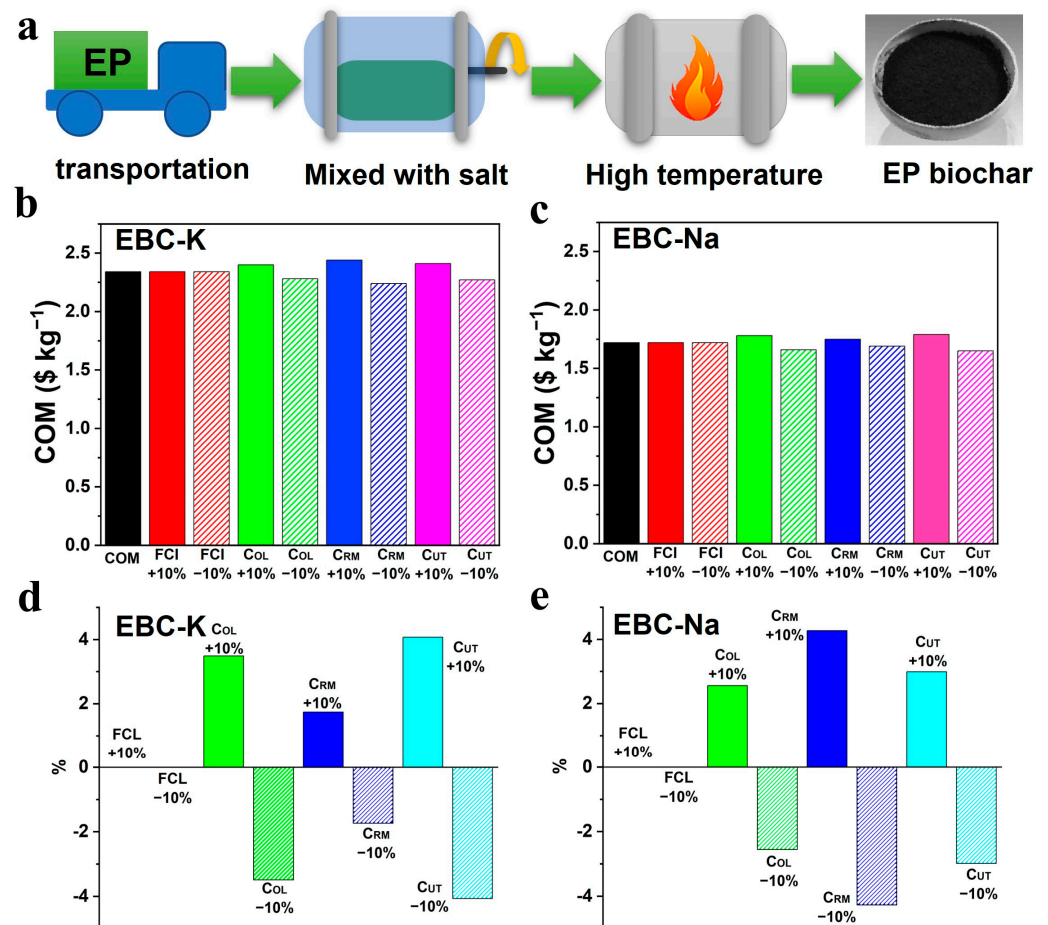 a
EP
transportation
Mixed with salt
High temperature
EP biochar
b
EBC-K
COM ($ kg⁻¹)
2.5
2.0
1.5
1.0
0.5
0.0
COM
FCI
+10%
FCI
−10%
COL
+10%
COL
−10%
CRM
+10%
CRM
−10%
CUT
+10%
CUT
−10%
c
EBC-Na
COM ($ kg⁻¹)
2.5
2.0
1.5
1.0
0.5
0.0
COM
FCI
+10%
FCI
−10%
COL
+10%
COL
−10%
CRM
+10%
CRM
−10%
CUT
+10%
CUT
−10%
d
EBC-K
%
4
2
0
-2
-4
FCL
+10%
FCL
−10%
COL
+10%
COL
−10%
CRM
+10%
CRM
−10%
CUT
+10%
CUT
−10%
e
EBC-Na
%
4
2
0
-2
-4
FCL
+10%
FCL
−10%
COL
+10%
COL
−10%
CRM
+10%
CRM
−10%
CUT
+10%
CUT
−10%